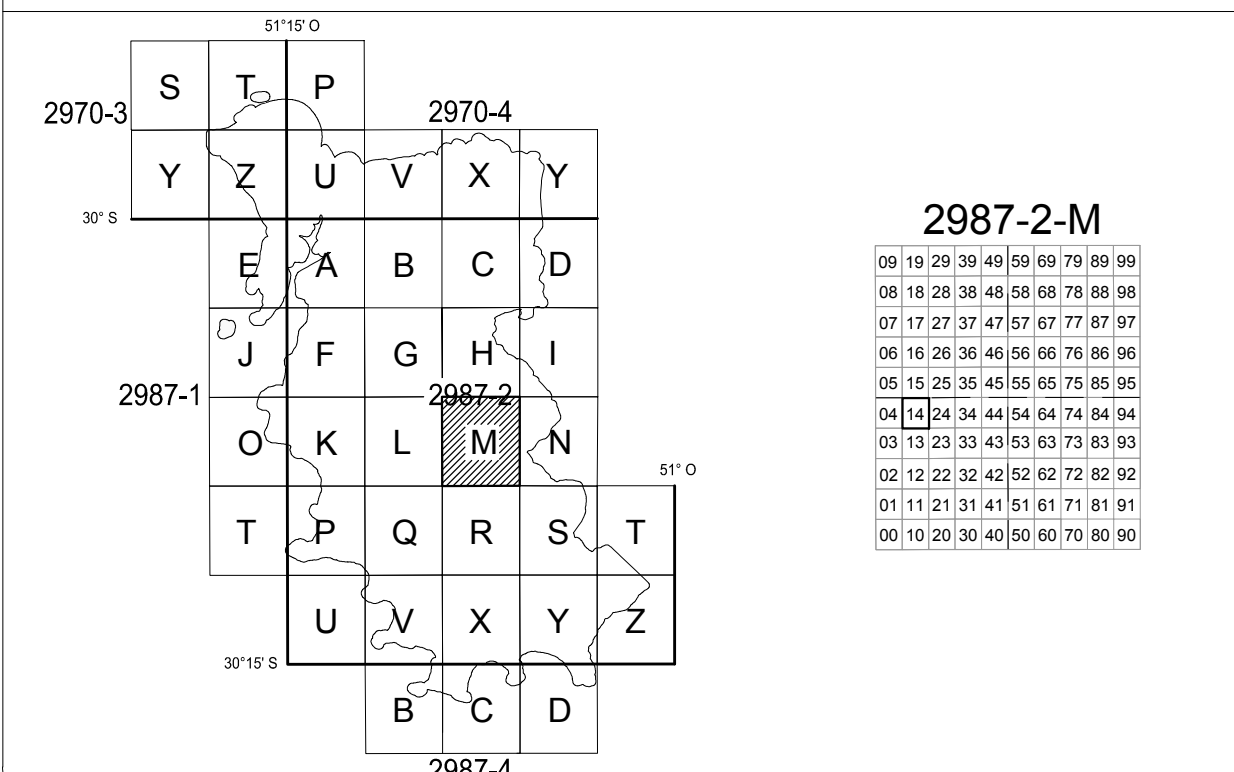 51°15' O
S T P
2970-3
2970-4
Y Z U V X Y
30° S
E A B C D
J F G H I
2987-1
2987-2
O K L M N
51° O
T P Q R S T
U V X Y Z
30°15' S
B C D
2987-4
2987-2-M
09 19 29 39 49 59 69 79 89 99
08 18 28 38 48 58 68 78 88 98
07 17 27 37 47 57 67 77 87 97
06 16 26 36 46 56 66 76 86 96
05 15 25 35 45 55 65 75 85 95
04 14 24 34 44 54 64 74 84 94
03 13 23 33 43 53 63 73 83 93
02 12 22 32 42 52 62 72 82 92
01 11 21 31 41 51 61 71 81 91
00 10 20 30 40 50 60 70 80 90